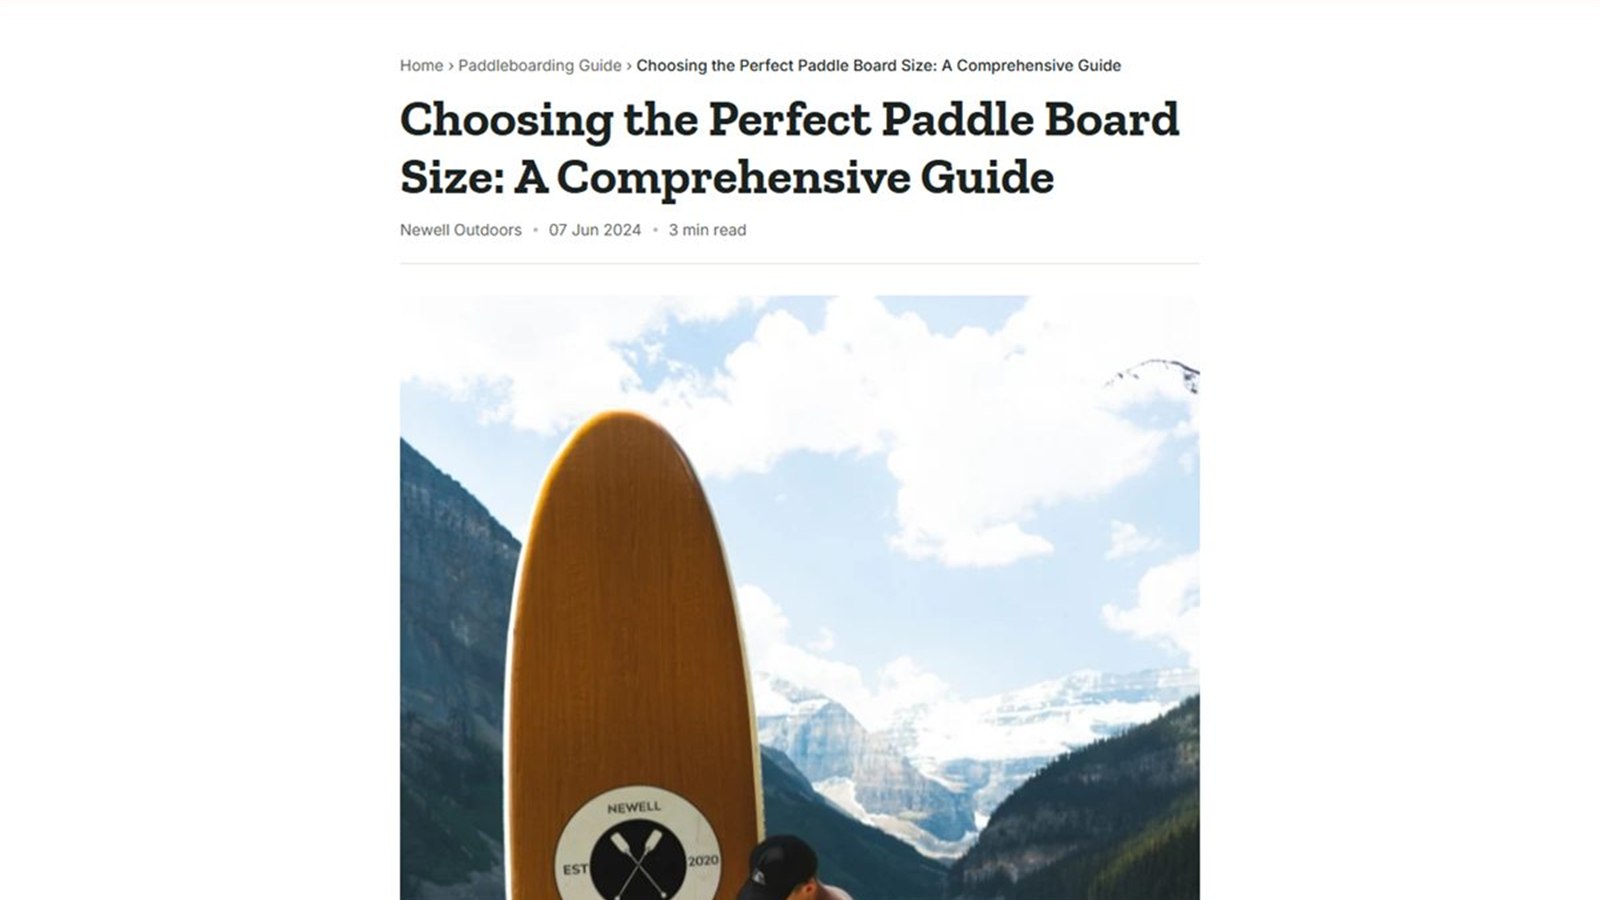 Home › Paddleboarding Guide › Choosing the Perfect Paddle Board Size: A Comprehensive Guide
Choosing the Perfect Paddle Board
Size: A Comprehensive Guide
Newell Outdoors • 07 Jun 2024 • 3 min read
NEWELL
EST 2020